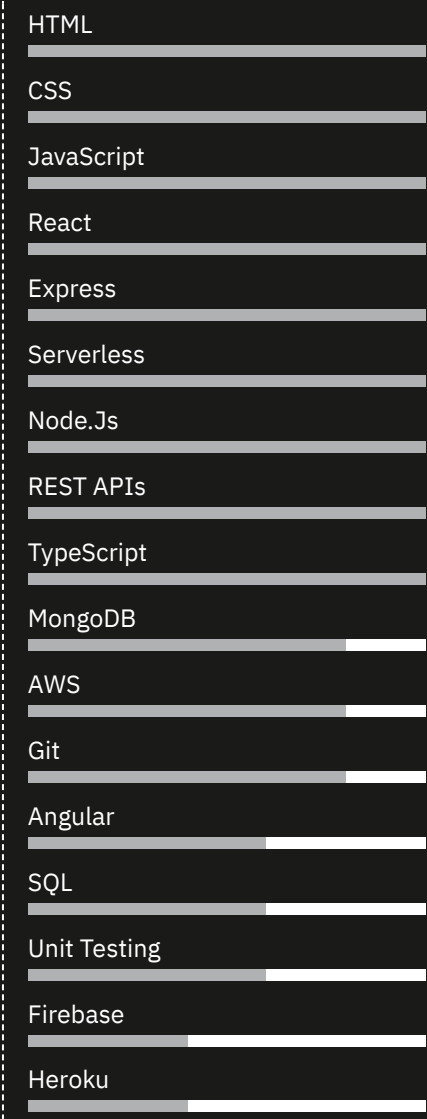 HTML
CSS
JavaScript
React
Express
Serverless
Node.Js
REST APIs
TypeScript
MongoDB
AWS
Git
Angular
SQL
Unit Testing
Firebase
Heroku